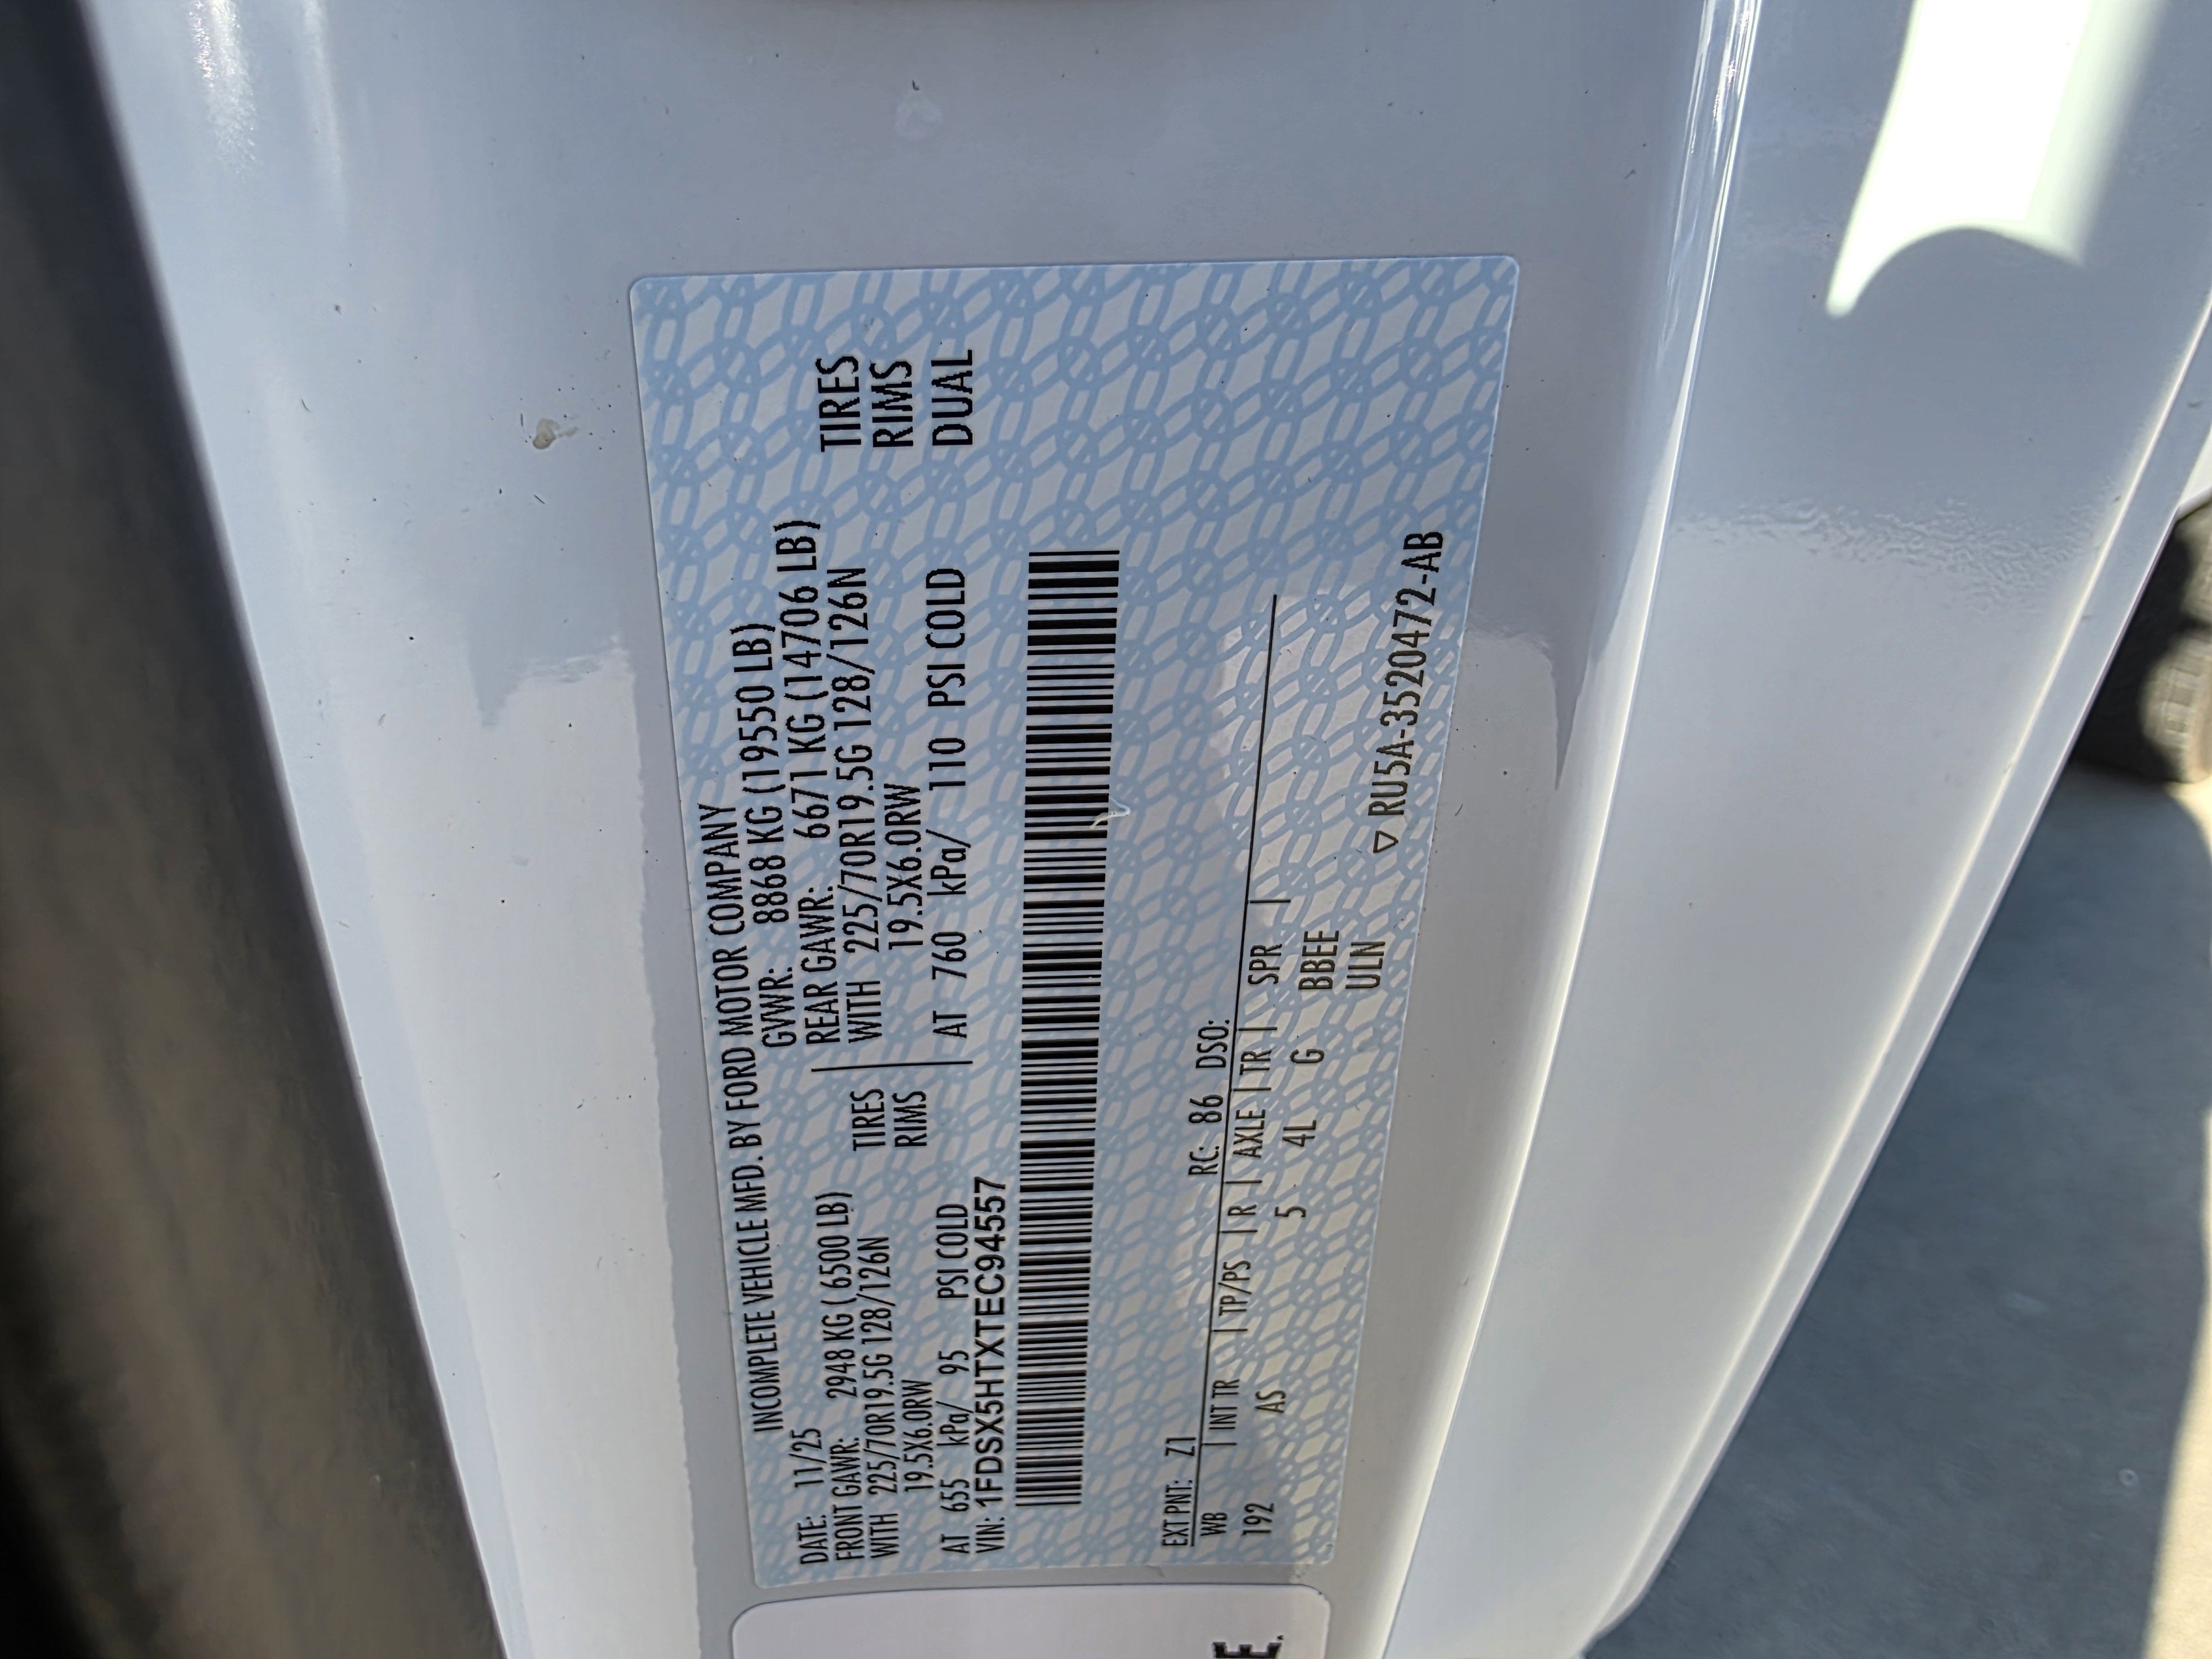 INCOMPLETE VEHICLE MFD. BY FORD MOTOR COMPANY
DATE: 11/25 GVWR: 8868 KG (19550 LB)
FRONT GAWR: 2948 KG (6500 LB) REAR GAWR: 6671 KG (14706 LB)
WITH 225/70R19.5G 128/126N TIRES WITH 225/70R19.5G 128/126N TIRES
19.5X6.0RW RIMS 19.5X6.0RW RIMS
AT 655 kPa/ 95 PSI COLD AT 760 kPa/ 110 PSI COLD DUAL
VIN: 1FDSX5HTXTEC94557
EXT PNT: Z1 RC: 86 DSO:
WB | INT TR | TP/PS | R | AXLE | TR | SPR |
192 AS 5 4L G BBEE
ULN
▽ RU5A-3520472-AB
E.